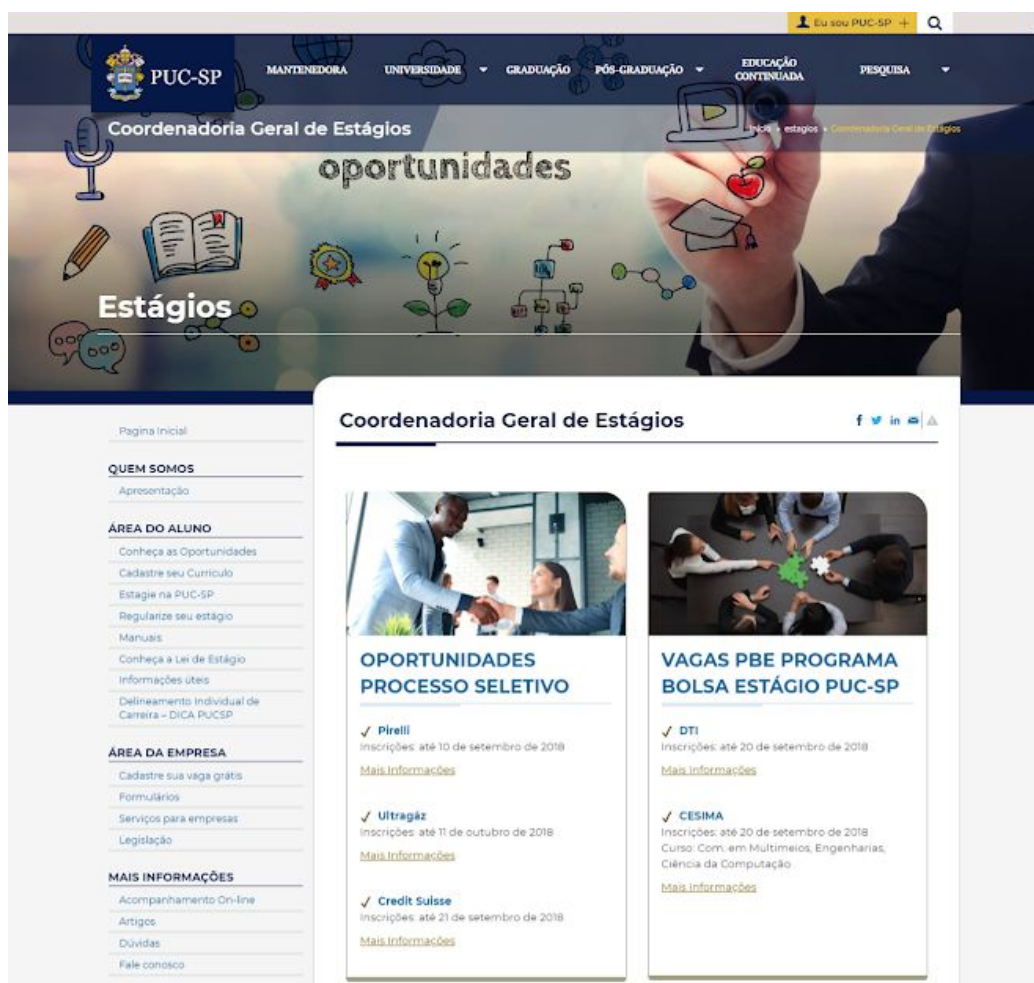 Eu sou PUC-SP +
PUC-SP
MANTENEDORA
UNIVERSIDADE
GRADUAÇÃO
PÓS-GRADUAÇÃO
EDUCAÇÃO
CONTINUADA
PESQUISA
Coordenadoria Geral de Estágios
Início » estagios » Coordenadoria Geral de Estágios
oportunidades
Estágios
Pagina Inicial
QUEM SOMOS
Apresentação
ÁREA DO ALUNO
Conheça as Oportunidades
Cadastre seu Curriculo
Estagie na PUC-SP
Regularize seu estágio
Manuais
Conheça a Lei de Estágio
Informações úteis
Delineamento Individual de
Carreira – DICA PUCSP
ÁREA DA EMPRESA
Cadastre sua vaga grátis
Formulários
Serviços para empresas
Legislação
MAIS INFORMAÇÕES
Acompanhamento On-line
Artigos
Dúvidas
Fale conosco
Coordenadoria Geral de Estágios
OPORTUNIDADES
PROCESSO SELETIVO
✓ Pirelli
Inscrições: até 10 de setembro de 2018
Mais Informações
✓ Ultragáz
Inscrições: até 11 de outubro de 2018
Mais Informações
✓ Credit Suisse
Inscrições: até 21 de setembro de 2018
Mais Informações
VAGAS PBE PROGRAMA
BOLSA ESTÁGIO PUC-SP
✓ DTI
Inscrições: até 20 de setembro de 2018
Mais informações
✓ CESIMA
Inscrições: até 20 de setembro de 2018
Curso: Com. em Multimeios, Engenharias,
Ciência da Computação
Mais informações